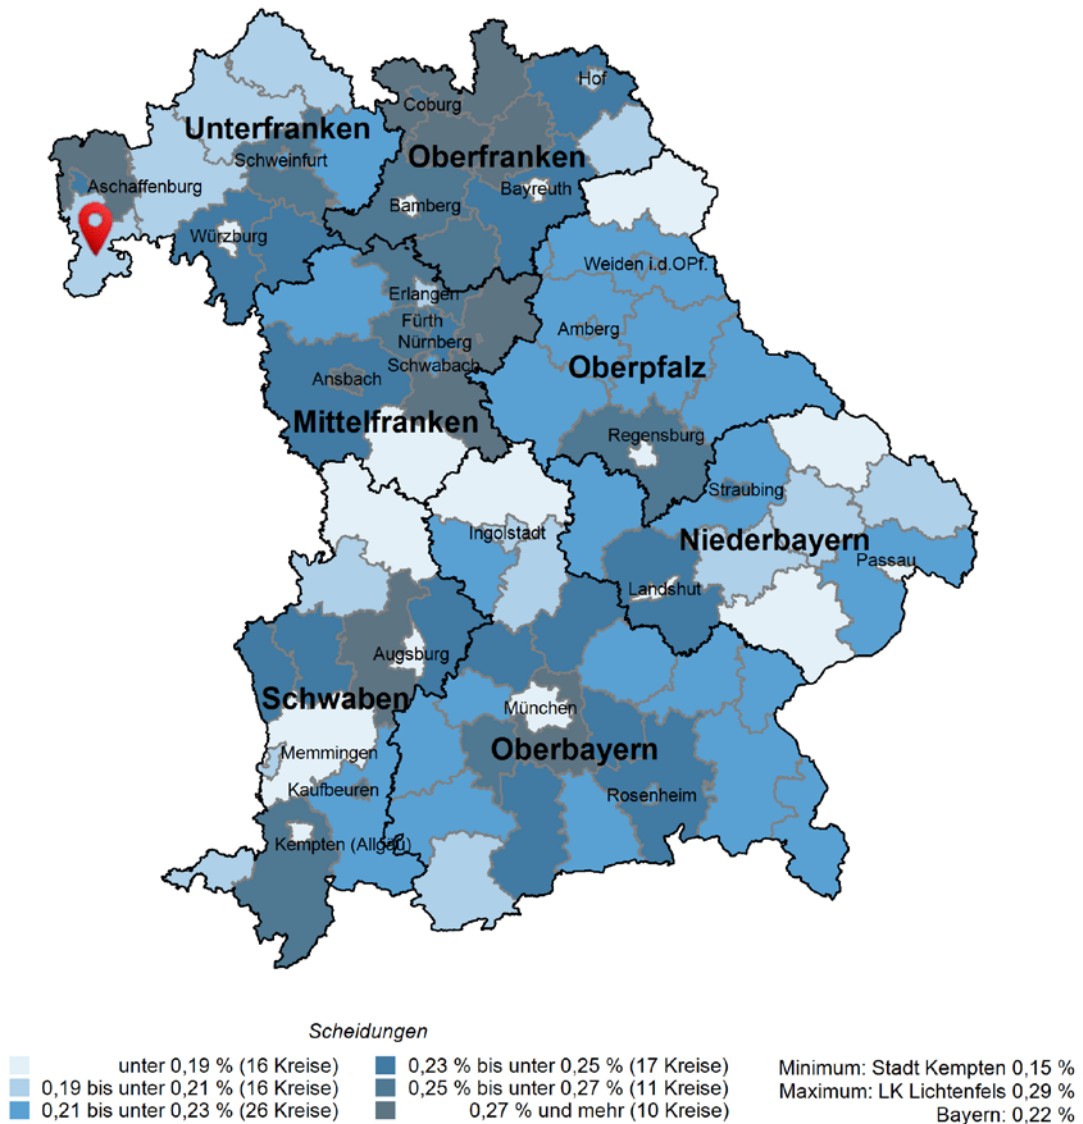 Hof
Coburg
Unterfranken
Schweinfurt
Oberfranken
Aschaffenburg
Bayreuth
Bamberg
Würzburg
Weiden i.d.OPf.
Erlangen
Fürth
Amberg
Nürnberg
Schwabach
Oberpfalz
Ansbach
Mittelfranken
Regensburg
Straubing
Ingolstadt
Niederbayern
Passau
Landshut
Augsburg
Schwaben
München
Oberbayern
Memmingen
Kaufbeuren
Rosenheim
Kempten (Allgäu)
Scheidungen
unter 0,19 % (16 Kreise)
0,19 bis unter 0,21 % (16 Kreise)
0,21 bis unter 0,23 % (26 Kreise)
0,23 % bis unter 0,25 % (17 Kreise)
0,25 % bis unter 0,27 % (11 Kreise)
0,27 % und mehr (10 Kreise)
Minimum: Stadt Kempten 0,15 %
Maximum: LK Lichtenfels 0,29 %
Bayern: 0,22 %